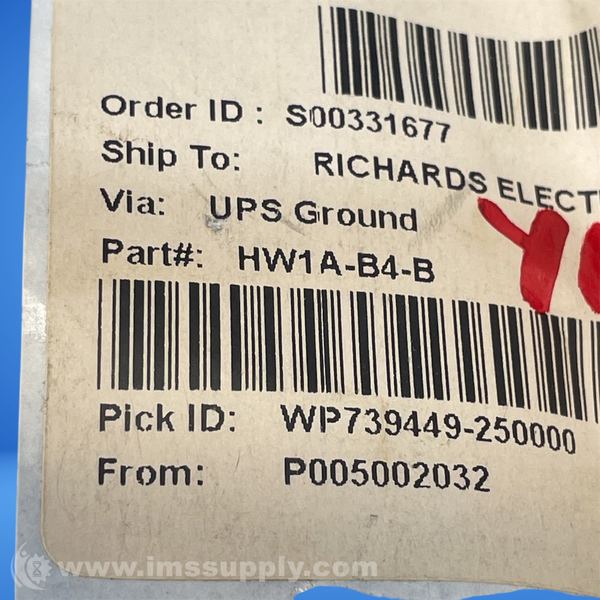 Order ID : S00331677
Ship To: RICHARDS ELECT
Via: UPS Ground
Part#: HW1A-B4-B
Pick ID: WP739449-250000
From: P005002032
www.imssupply.com